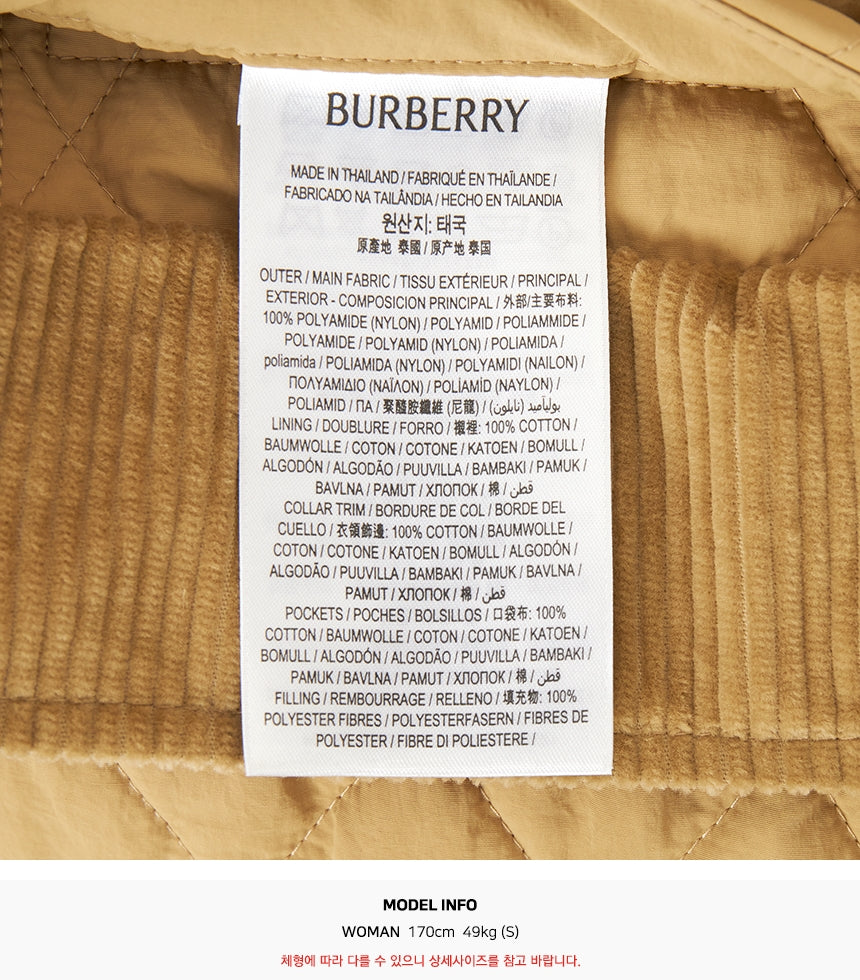 BURBERRY
MADE IN THAILAND / FABRIQUÉ EN THAÏLANDE /
FABRICADO NA TAILÂNDIA / HECHO EN TAILANDIA
원산지: 태국
原產地 泰國 / 原产地 泰国
OUTER / MAIN FABRIC / TISSU EXTÉRIEUR / PRINCIPAL /
EXTERIOR - COMPOSICION PRINCIPAL / 外部/主要布料:
100% POLYAMIDE (NYLON) / POLYAMID / POLIAMMIDE /
POLYAMIDE / POLYAMID (NYLON) / POLIAMIDA /
poliamida / POLIAMIDA (NYLON) / POLYAMIDI (NAILON) /
ΠΟΛΥΑΜΙΔΙΟ (ΝΑΪΛΟΝ) / POLİAMİD (NAYLON) /
POLIAMID / ПА / 聚醯胺纖維 (尼龍) / بولياميد (نايلون)
LINING / DOUBLURE / FORRO / 襯裡: 100% COTTON /
BAUMWOLLE / COTON / COTONE / KATOEN / BOMULL /
ALGODÓN / ALGODÃO / PUUVILLA / BAMBAKI / PAMUK /
BAVLNA / PAMUT / ХЛОПОК / 棉 / قطن
COLLAR TRIM / BORDURE DE COL / BORDE DEL
CUELLO / 衣領飾邊: 100% COTTON / BAUMWOLLE /
COTON / COTONE / KATOEN / BOMULL / ALGODÓN /
ALGODÃO / PUUVILLA / BAMBAKI / PAMUK / BAVLNA /
PAMUT / ХЛОПОК / 棉 / قطن
POCKETS / POCHES / BOLSILLOS / 口袋布: 100%
COTTON / BAUMWOLLE / COTON / COTONE / KATOEN /
BOMULL / ALGODÓN / ALGODÃO / PUUVILLA / BAMBAKI /
PAMUK / BAVLNA / PAMUT / ХЛОПОК / 棉 / قطن
FILLING / REMBOURRAGE / RELLENO / 填充物: 100%
POLYESTER FIBRES / POLYESTERFASERN / FIBRES DE
POLYESTER / FIBRE DI POLIESTERE /
MODEL INFO
WOMAN 170cm 49kg (S)
체형에 따라 다를 수 있으니 상세사이즈를 참고 바랍니다.